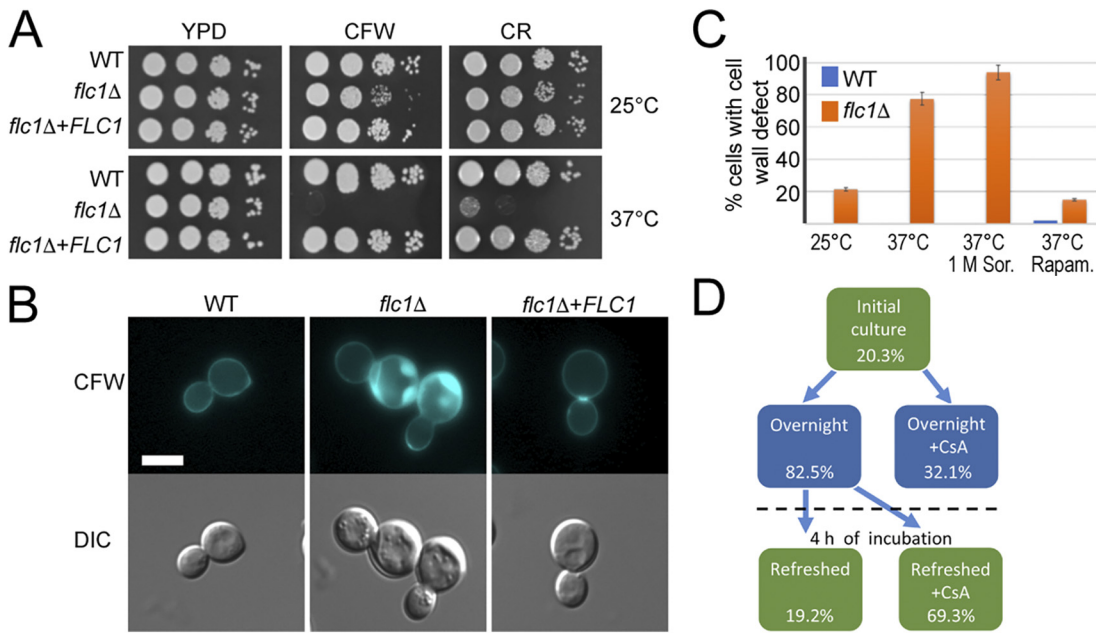 A
YPD
CFW
CR
WT
flc1Δ
flc1Δ+FLC1
25°C
WT
flc1Δ
flc1Δ+FLC1
37°C
B
WT
flc1Δ
flc1Δ+FLC1
CFW
DIC
C
% cells with cell
wall defect
100
80
60
40
20
WT
flc1Δ
25°C
37°C
37°C
1 M Sor.
37°C
Rapam.
D
Initial
culture
20.3%
Overnight
82.5%
Overnight
+CsA
32.1%
4 h of incubation
Refreshed
19.2%
Refreshed
+CsA
69.3%